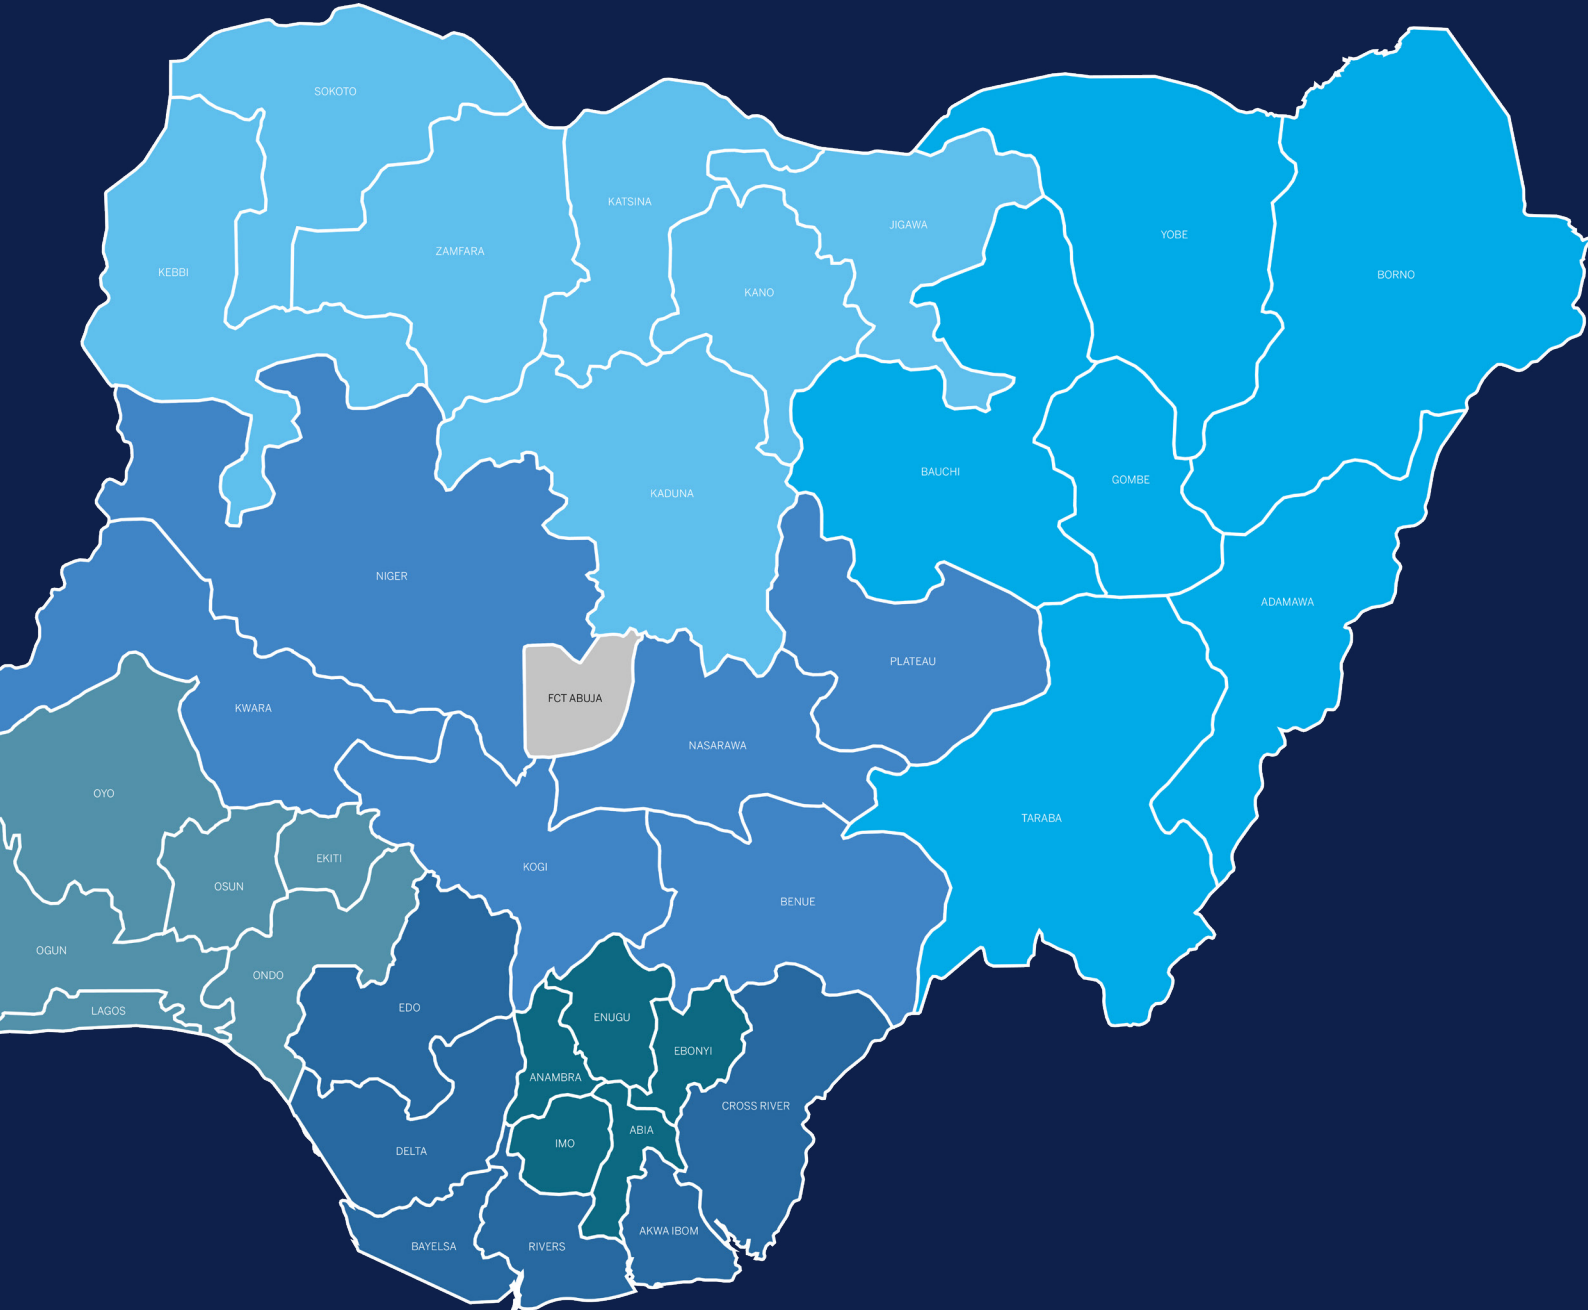 SOKOTO
KATSINA
JIGAWA
YOBE
ZAMFARA
KEBBI
BORNO
KANO
BAUCHI
GOMBE
KADUNA
NIGER
ADAMAWA
PLATEAU
FCT ABUJA
KWARA
NASARAWA
OYO
TARABA
EKITI
KOGI
OSUN
BENUE
OGUN
ONDO
EDO
LAGOS
ENUGU
EBONYI
ANAMBRA
CROSS RIVER
ABIA
IMO
DELTA
AKWA IBOM
BAYELSA
RIVERS